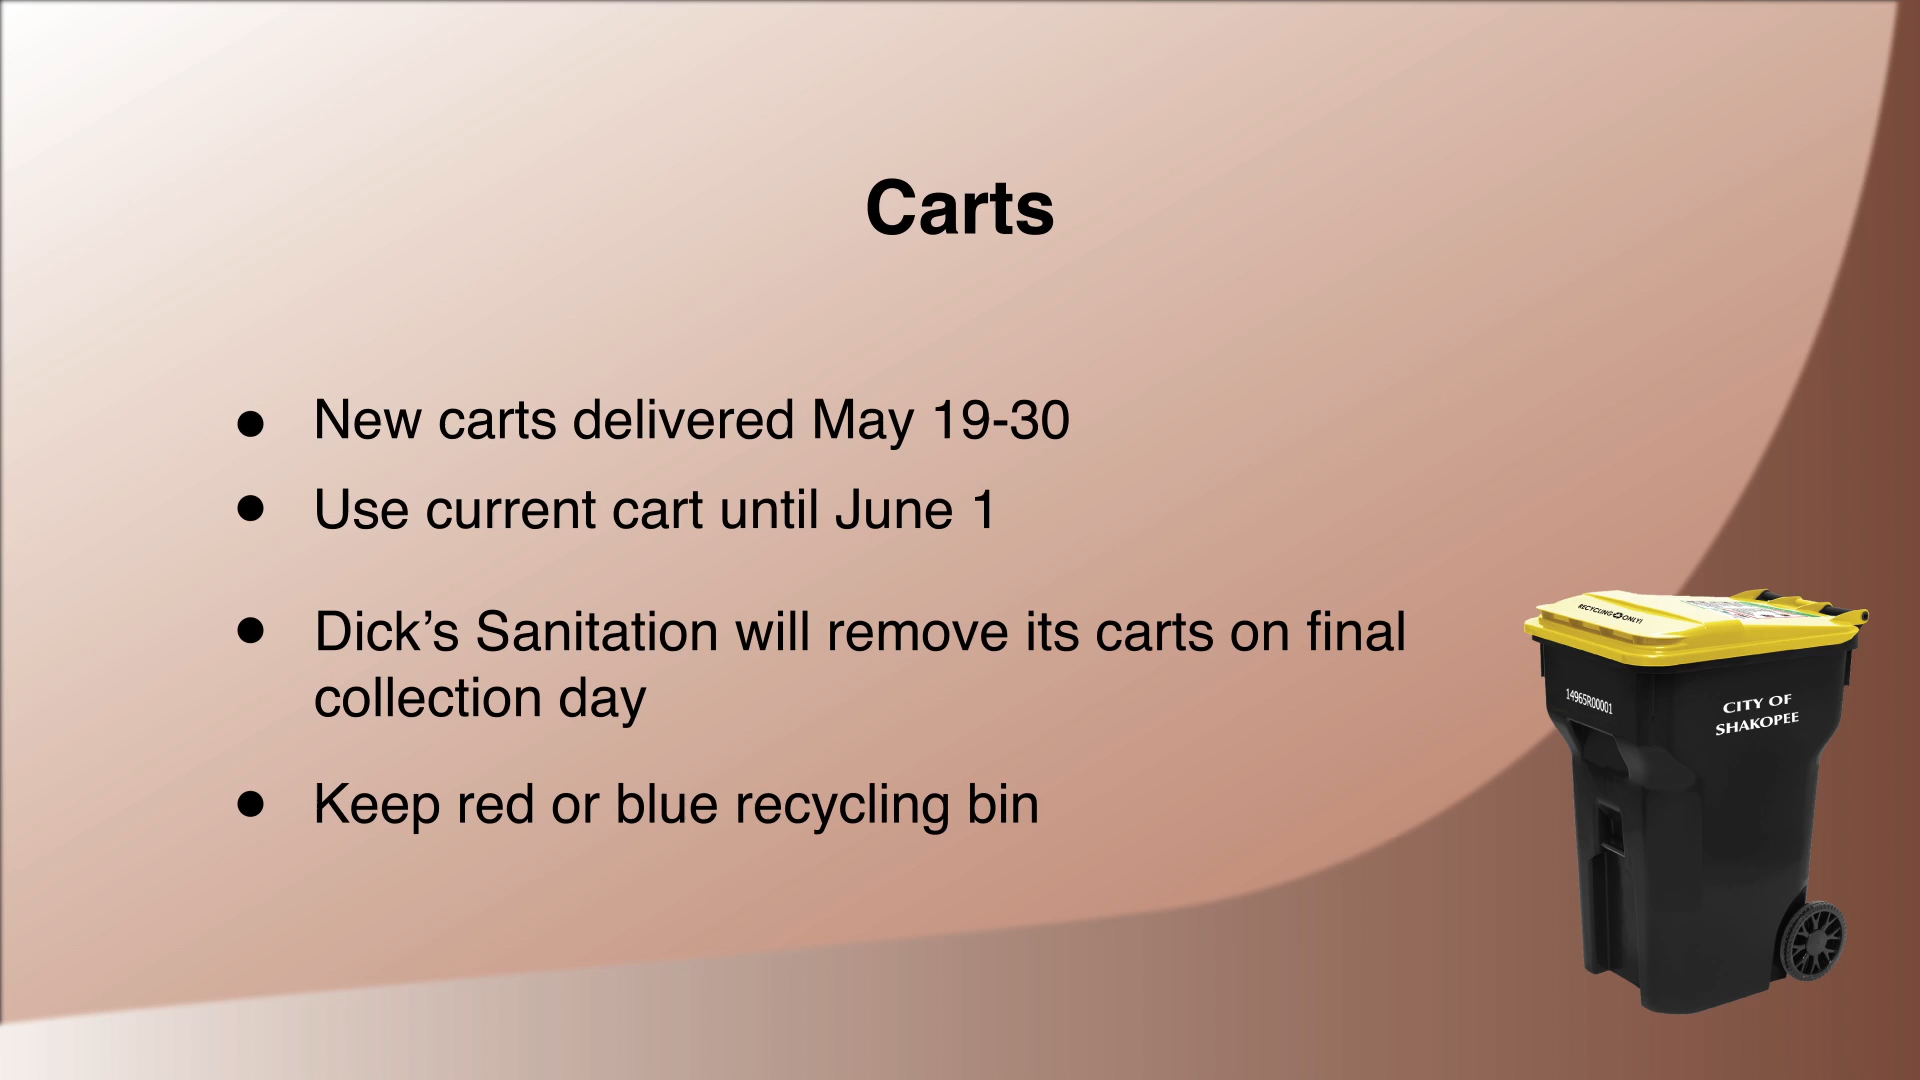 Carts
● New carts delivered May 19-30
● Use current cart until June 1
● Dick’s Sanitation will remove its carts on final
collection day
● Keep red or blue recycling bin
RECYCLING ONLY!
14965R00001
CITY OF
SHAKOPEE